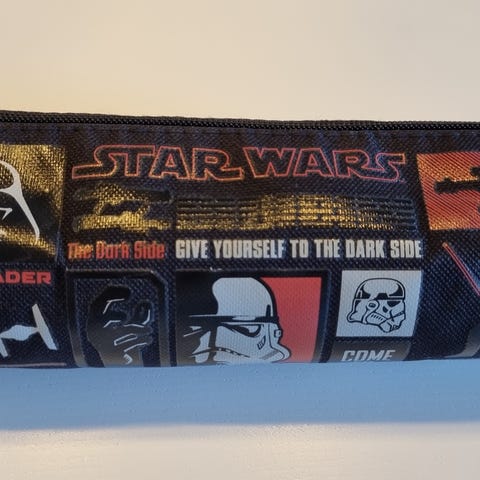 STAR WARS
The Dark Side
GIVE YOURSELF TO THE DARK SIDE
ADER
COME